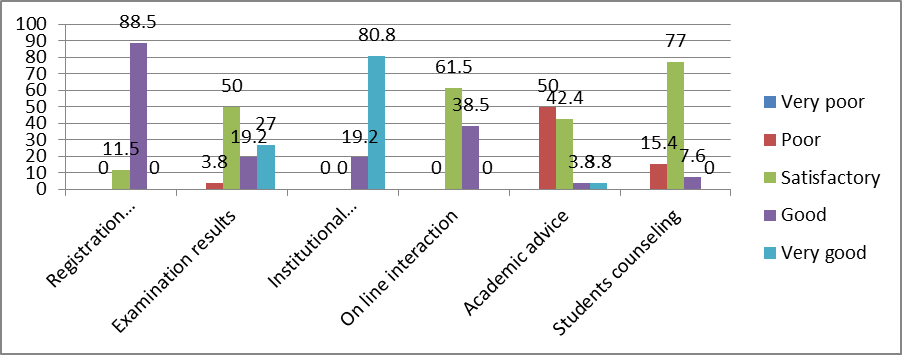 100
90
80
70
60
50
40
30
20
10
0
0 11.5 88.5 0
3.8 50 19.2 27
0 0 19.2 80.8
0 61.5 38.5 0
50 42.4 3.8 3.8
15.4 77 7.6 0
Registration...
Examination results
Institutional...
On line interaction
Academic advice
Students counseling
Very poor
Poor
Satisfactory
Good
Very good